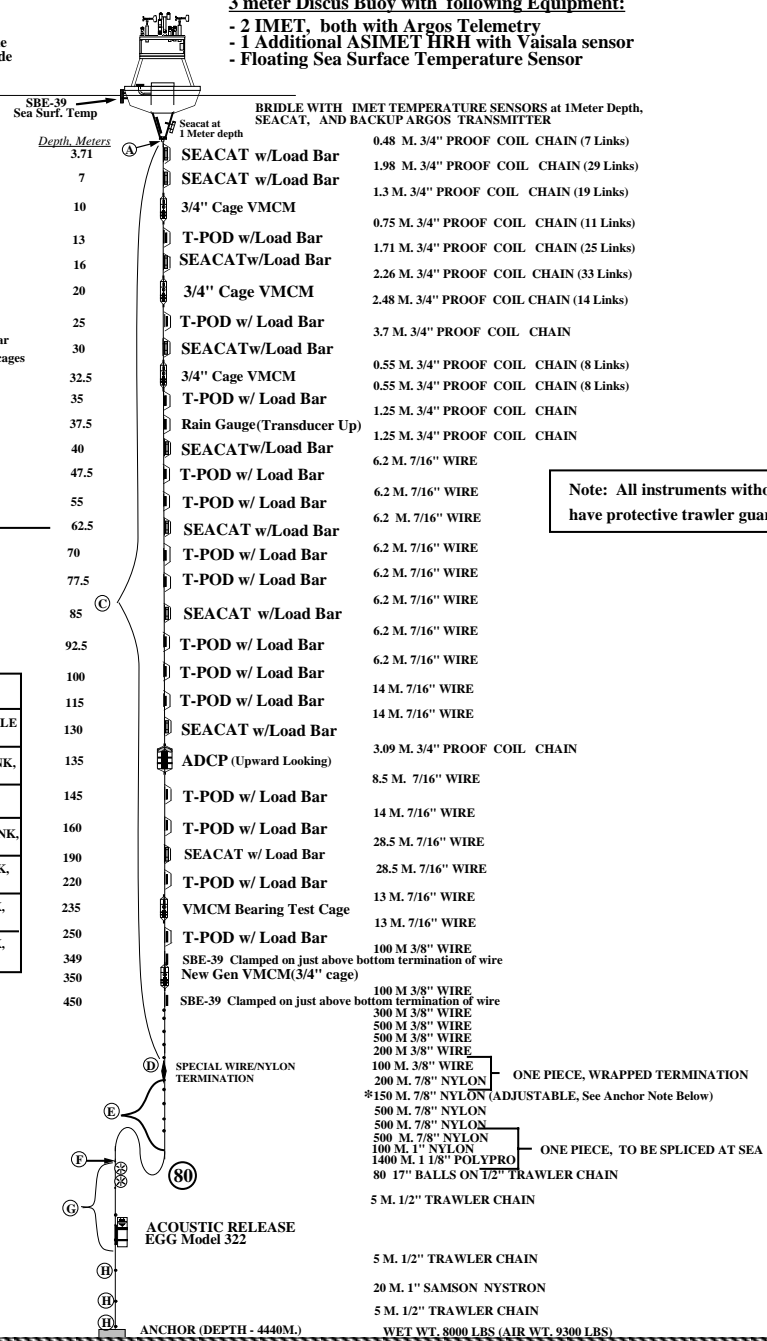 3 meter Discus Buoy with following Equipment:
- 2 IMET, both with Argos Telemetry
- 1 Additional ASIMET HRH with Vaisala sensor
- Floating Sea Surface Temperature Sensor
SBE-39
Sea Surf. Temp
Seacat at
1 Meter depth
BRIDLE WITH IMET TEMPERATURE SENSORS at 1Meter Depth,
SEACAT, AND BACKUP ARGOS TRANSMITTER
Depth, Meters
A
0.48 M. 3/4" PROOF COIL CHAIN (7 Links)
3.71 SEACAT w/Load Bar
1.98 M. 3/4" PROOF COIL CHAIN (29 Links)
7 SEACAT w/Load Bar
1.3 M. 3/4" PROOF COIL CHAIN (19 Links)
10 3/4" Cage VMCM
0.75 M. 3/4" PROOF COIL CHAIN (11 Links)
13 T-POD w/Load Bar
1.71 M. 3/4" PROOF COIL CHAIN (25 Links)
16 SEACATw/Load Bar
2.26 M. 3/4" PROOF COIL CHAIN (33 Links)
20 3/4" Cage VMCM
2.48 M. 3/4" PROOF COIL CHAIN (14 Links)
25 T-POD w/ Load Bar
3.7 M. 3/4" PROOF COIL CHAIN
30 SEACATw/Load Bar
cages
0.55 M. 3/4" PROOF COIL CHAIN (8 Links)
32.5 3/4" Cage VMCM
0.55 M. 3/4" PROOF COIL CHAIN (8 Links)
35 T-POD w/ Load Bar
1.25 M. 3/4" PROOF COIL CHAIN
37.5 Rain Gauge(Transducer Up)
1.25 M. 3/4" PROOF COIL CHAIN
40 SEACATw/Load Bar
6.2 M. 7/16" WIRE
47.5 T-POD w/ Load Bar
6.2 M. 7/16" WIRE
55 T-POD w/ Load Bar
6.2 M. 7/16" WIRE
62.5 SEACAT w/Load Bar
Note: All instruments witho
have protective trawler guar
6.2 M. 7/16" WIRE
70 T-POD w/ Load Bar
6.2 M. 7/16" WIRE
77.5 T-POD w/ Load Bar
C
6.2 M. 7/16" WIRE
85 SEACAT w/Load Bar
6.2 M. 7/16" WIRE
92.5 T-POD w/ Load Bar
6.2 M. 7/16" WIRE
100 T-POD w/ Load Bar
14 M. 7/16" WIRE
115 T-POD w/ Load Bar
14 M. 7/16" WIRE
130 SEACAT w/Load Bar
3.09 M. 3/4" PROOF COIL CHAIN
135 ADCP (Upward Looking)
8.5 M. 7/16" WIRE
145 T-POD w/ Load Bar
14 M. 7/16" WIRE
160 T-POD w/ Load Bar
28.5 M. 7/16" WIRE
190 SEACAT w/ Load Bar
28.5 M. 7/16" WIRE
220 T-POD w/ Load Bar
13 M. 7/16" WIRE
235 VMCM Bearing Test Cage
13 M. 7/16" WIRE
250 T-POD w/ Load Bar
100 M 3/8" WIRE
349 SBE-39 Clamped on just above bottom termination of wire
350 New Gen VMCM(3/4" cage)
100 M 3/8" WIRE
450 SBE-39 Clamped on just above bottom termination of wire
300 M 3/8" WIRE
500 M 3/8" WIRE
500 M 3/8" WIRE
200 M 3/8" WIRE
D SPECIAL WIRE/NYLON
TERMINATION
100 M. 3/8" WIRE
200 M. 7/8" NYLON
ONE PIECE, WRAPPED TERMINATION
*150 M. 7/8" NYLON (ADJUSTABLE, See Anchor Note Below)
E
500 M. 7/8" NYLON
500 M. 7/8" NYLON
500 M. 7/8" NYLON
100 M. 1" NYLON
1400 M. 1 1/8" POLYPRO
ONE PIECE, TO BE SPLICED AT SEA
F
80
80 17" BALLS ON 1/2" TRAWLER CHAIN
G
5 M. 1/2" TRAWLER CHAIN
ACOUSTIC RELEASE
EGG Model 322
5 M. 1/2" TRAWLER CHAIN
H
20 M. 1" SAMSON NYSTRON
H
5 M. 1/2" TRAWLER CHAIN
H
ANCHOR (DEPTH - 4440M.)
WET WT. 8000 LBS (AIR WT. 9300 LBS)